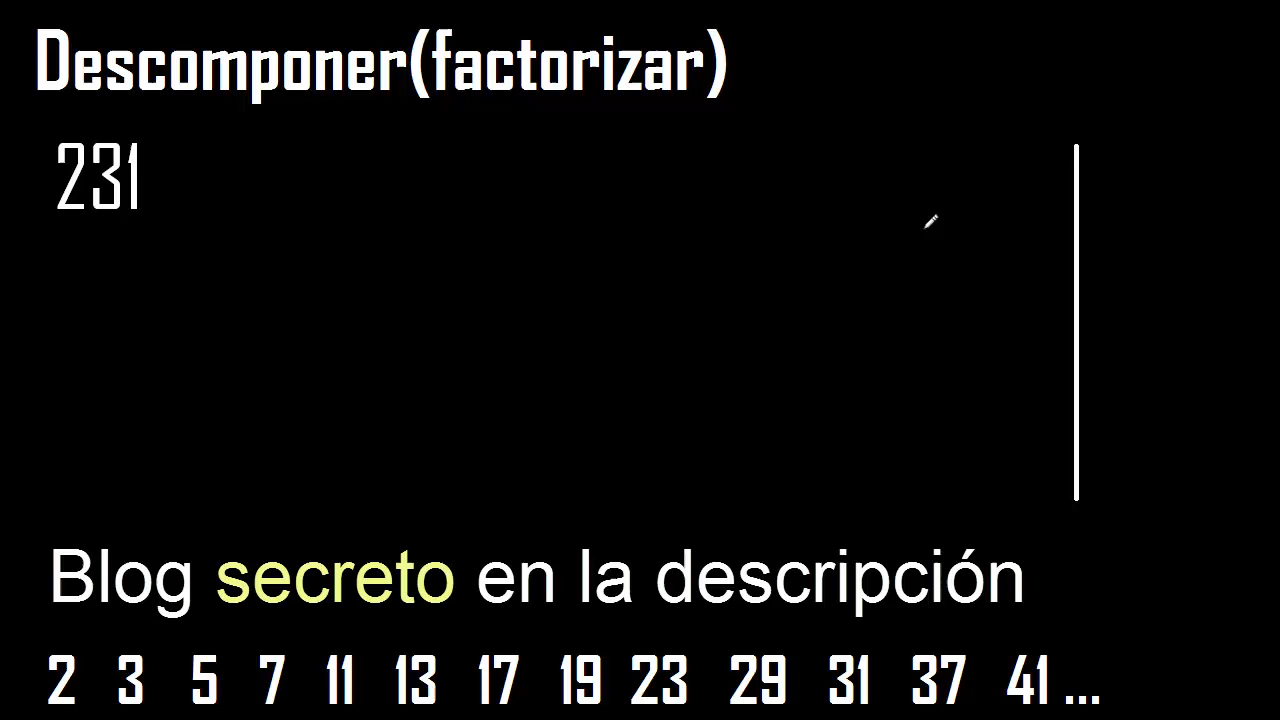 Descomponer(factorizar)
231
Blog secreto en la descripción
2 3 5 7 11 13 17 19 23 29 31 37 41 ...